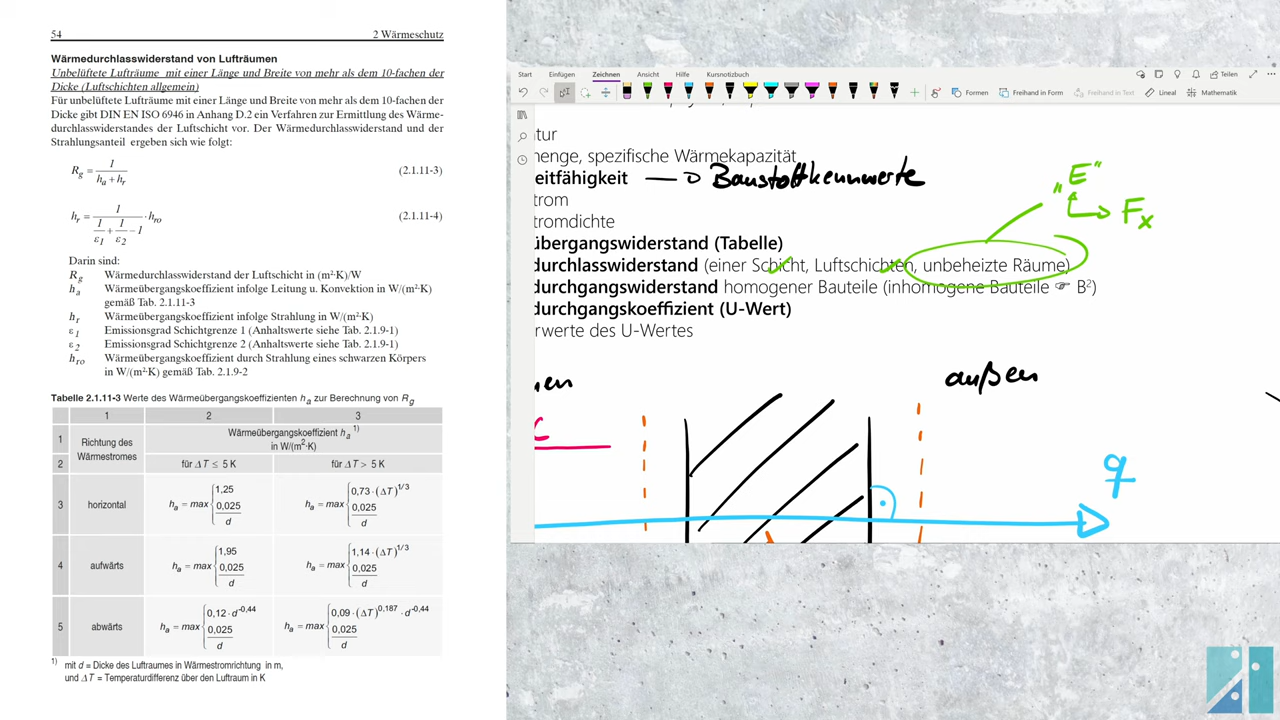 54 2 Wärmeschutz
Wärmedurchlasswiderstand von Lufträumen
Unbelüftete Lufträume mit einer Länge und Breite von mehr als dem 10-fachen der
Dicke (Luftschichten allgemein)
Für unbelüftete Lufträume mit einer Länge und Breite von mehr als dem 10-fachen der
Dicke gibt DIN EN ISO 6946 in Anhang D.2 ein Verfahren zur Ermittlung des Wärme-
durchlasswiderstandes der Luftschicht vor. Der Wärmedurchlasswiderstand und der
Strahlungsanteil ergeben sich wie folgt:
R_g = 1 / (h_a + h_r) (2.1.11-3)
h_r = 1 / (1/ε_1 + 1/ε_2 – 1) · h_ro (2.1.11-4)
Darin sind:
R_g Wärmedurchlasswiderstand der Luftschicht in (m²·K)/W
h_a Wärmeübergangskoeffizient infolge Leitung u. Konvektion in W/(m²·K)
gemäß Tab. 2.1.11-3
h_r Wärmeübergangskoeffizient infolge Strahlung in W/(m²·K)
ε_1 Emissionsgrad Schichtgrenze 1 (Anhaltswerte siehe Tab. 2.1.9-1)
ε_2 Emissionsgrad Schichtgrenze 2 (Anhaltswerte siehe Tab. 2.1.9-1)
h_ro Wärmeübergangskoeffizient durch Strahlung eines schwarzen Körpers
in W/(m²·K) gemäß Tab. 2.1.9-2
Tabelle 2.1.11-3 Werte des Wärmeübergangskoeffizienten h_a zur Berechnung von R_g
1 2 3
1 Richtung des Wärmestromes Wärmeübergangskoeffizient h_a 1)
in W/(m²·K)
2 für ΔT ≤ 5 K für ΔT > 5 K
3 horizontal h_a = max { 1,25 0,025/d h_a = max { 0,73 · (ΔT)^1/3 0,025/d
4 aufwärts h_a = max { 1,95 0,025/d h_a = max { 1,14 · (ΔT)^1/3 0,025/d
5 abwärts h_a = max { 0,12 · d^-0,44 0,025/d h_a = max { 0,09 · (ΔT)^0,187 · d^-0,44 0,025/d
1) mit d = Dicke des Luftraumes in Wärmestromrichtung in m,
und ΔT = Temperaturdifferenz über den Luftraum in K
Start Einfügen Zeichnen Ansicht Hilfe Kursnotizbuch Teilen
Formen Freihand in Form Freihand in Text Lineal Mathematik
tur
menge, spezifische Wärmekapazität
eitfähigkeit Baustoffkennwerte
trom
tromdichte
übergangswiderstand (Tabelle)
durchlasswiderstand (einer Schicht, Luftschichten, unbeheizte Räume)
durchgangswiderstand homogener Bauteile (inhomogene Bauteile ☞ B²)
durchgangskoeffizient (U-Wert)
rwerte des U-Wertes
„E“
F_x
nen
außen
q